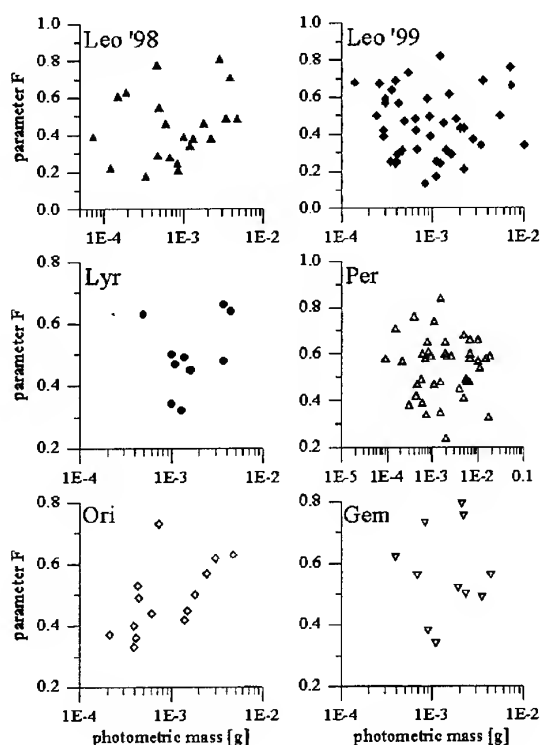 Leo '98
parameter F
1.0
0.8
0.6
0.4
0.2
0.0
1E-4
1E-3
1E-2
Leo '99
1.0
0.8
0.6
0.4
0.2
0.0
1E-4
1E-3
1E-2
Lyr
parameter F
0.8
0.6
0.4
0.2
1E-4
1E-3
1E-2
Per
1.0
0.8
0.6
0.4
0.2
1E-5
1E-4
1E-3
1E-2
0.1
Ori
parameter F
0.8
0.6
0.4
0.2
1E-4
1E-3
1E-2
photometric mass [g]
Gem
0.8
0.6
0.4
0.2
1E-4
1E-3
1E-2
photometric mass [g]